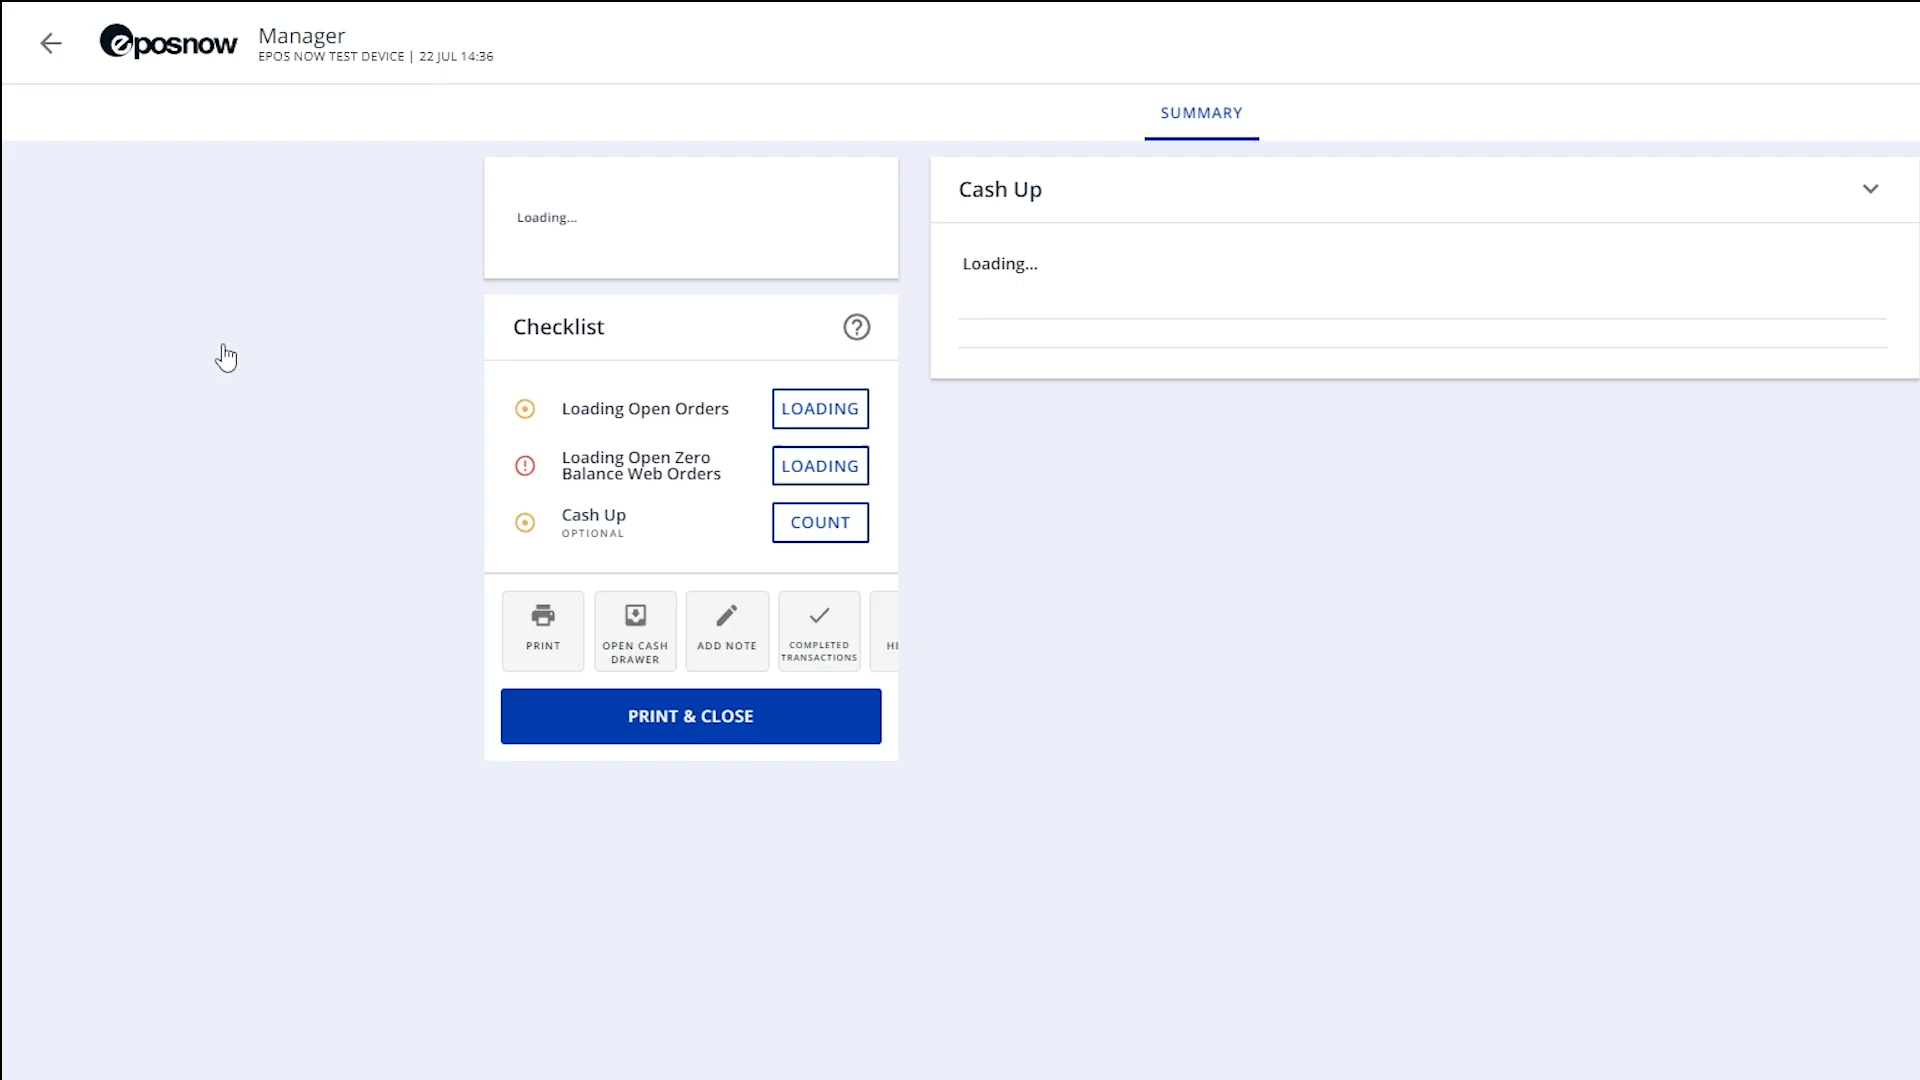 eposnow
Manager
EPOS NOW TEST DEVICE | 22 JUL 14:36
SUMMARY
Loading...
Cash Up
Loading...
Checklist
Loading Open Orders
LOADING
Loading Open Zero
Balance Web Orders
LOADING
Cash Up
OPTIONAL
COUNT
PRINT
OPEN CASH
DRAWER
ADD NOTE
COMPLETED
TRANSACTIONS
PRINT & CLOSE